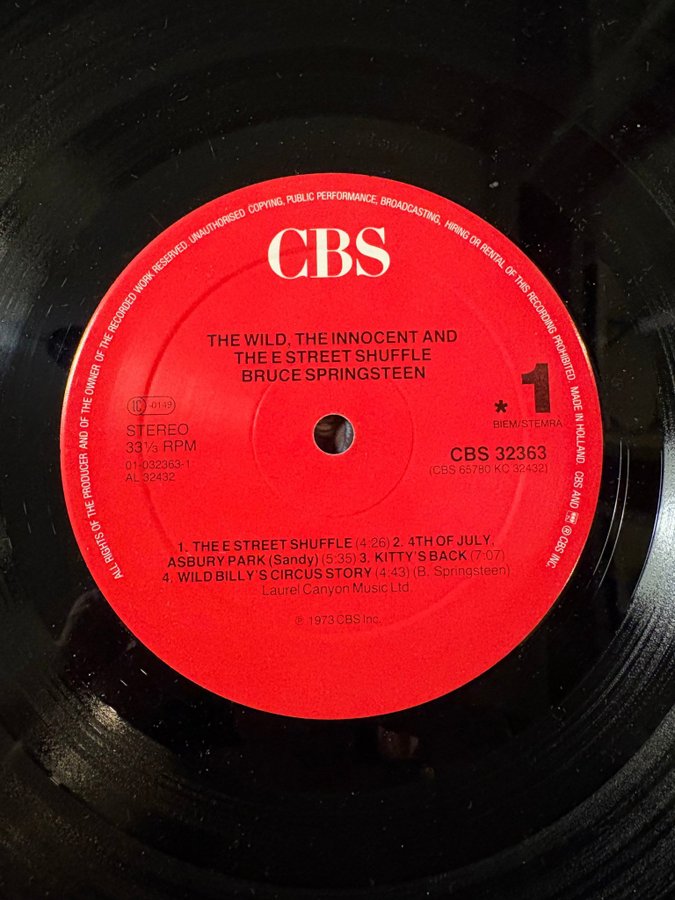 ALL RIGHTS OF THE PRODUCER AND OF THE OWNER OF THE RECORDED WORK RESERVED. UNAUTHORISED COPYING, PUBLIC PERFORMANCE, BROADCASTING, HIRING OR RENTAL OF THIS RECORDING PROHIBITED. MADE IN HOLLAND. CBS AND ℗ CBS INC.
CBS
THE WILD, THE INNOCENT AND
THE E STREET SHUFFLE
BRUCE SPRINGSTEEN
* 1
BIEM/STEMRA
IC -0149
STEREO
33⅓ RPM
01-032363-1
AL 32432
CBS 32363
(CBS 65780 KC 32432)
1. THE E STREET SHUFFLE (4:26) 2. 4TH OF JULY,
ASBURY PARK (Sandy) (5:35) 3. KITTY'S BACK (7:07)
4. WILD BILLY'S CIRCUS STORY (4:43) (B. Springsteen)
Laurel Canyon Music Ltd.
℗ 1973 CBS Inc.